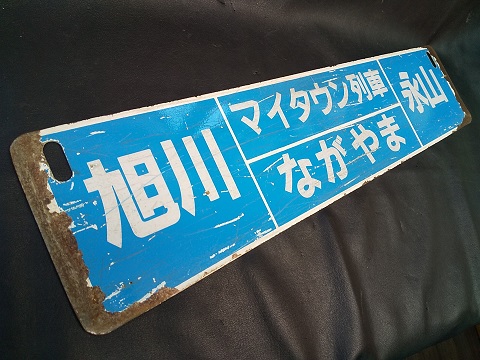 旭川
マイタウン列車
ながやま
永山